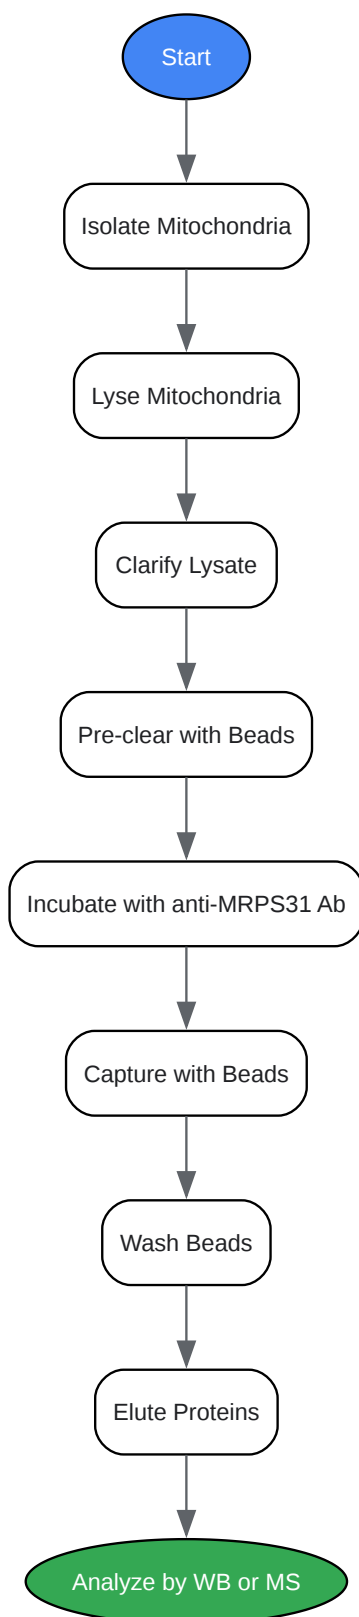 Start
Isolate Mitochondria
Lyse Mitochondria
Clarify Lysate
Pre-clear with Beads
Incubate with anti-MRPS31 Ab
Capture with Beads
Wash Beads
Elute Proteins
Analyze by WB or MS